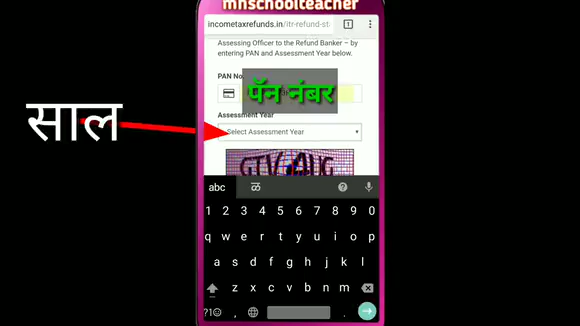 mhschoolteacher
incometaxrefunds.in/itr-refund-st
1
Assessing Officer to the Refund Banker – by
entering PAN and Assessment Year below.
PAN No.
पॅन नंबर
Assessment Year
साल
Select Assessment Year
abc
ळ
1 2 3 4 5 6 7 8 9 0
q w e r t y u i o p
a s d f g h j k l
z x c v b n m
?1 , .